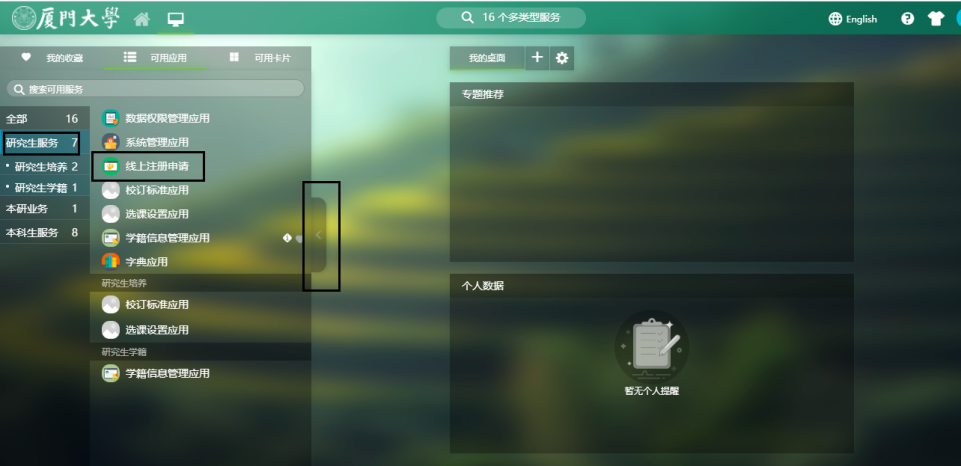 厦門大學
16 个多类型服务
English
我的收藏
可用应用
可用卡片
我的桌面
搜索可用服务
专题推荐
全部 16
研究生服务 7
研究生培养 2
研究生学籍 1
本研业务 1
本科生服务 8
数据权限管理应用
系统管理应用
线上注册申请
校订标准应用
选课设置应用
学籍信息管理应用
字典应用
研究生培养
校订标准应用
选课设置应用
研究生学籍
学籍信息管理应用
个人数据
暂无个人提醒